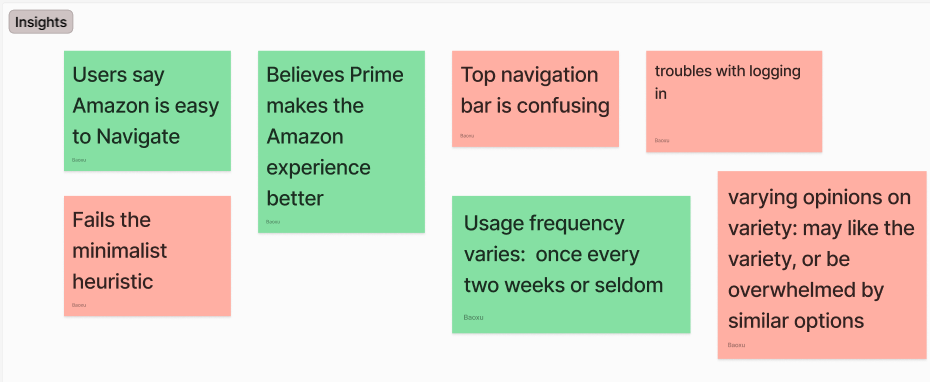 Insights
Users say
Amazon is easy
to Navigate
Baoxu
Believes Prime
makes the
Amazon
experience
better
Baoxu
Top navigation
bar is confusing
Baoxu
troubles with logging
in
Baoxu
Fails the
minimalist
heuristic
Baoxu
Usage frequency
varies:  once every
two weeks or seldom
Baoxu
varying opinions on
variety: may like the
variety, or be
overwhelmed by
similar options
Baoxu